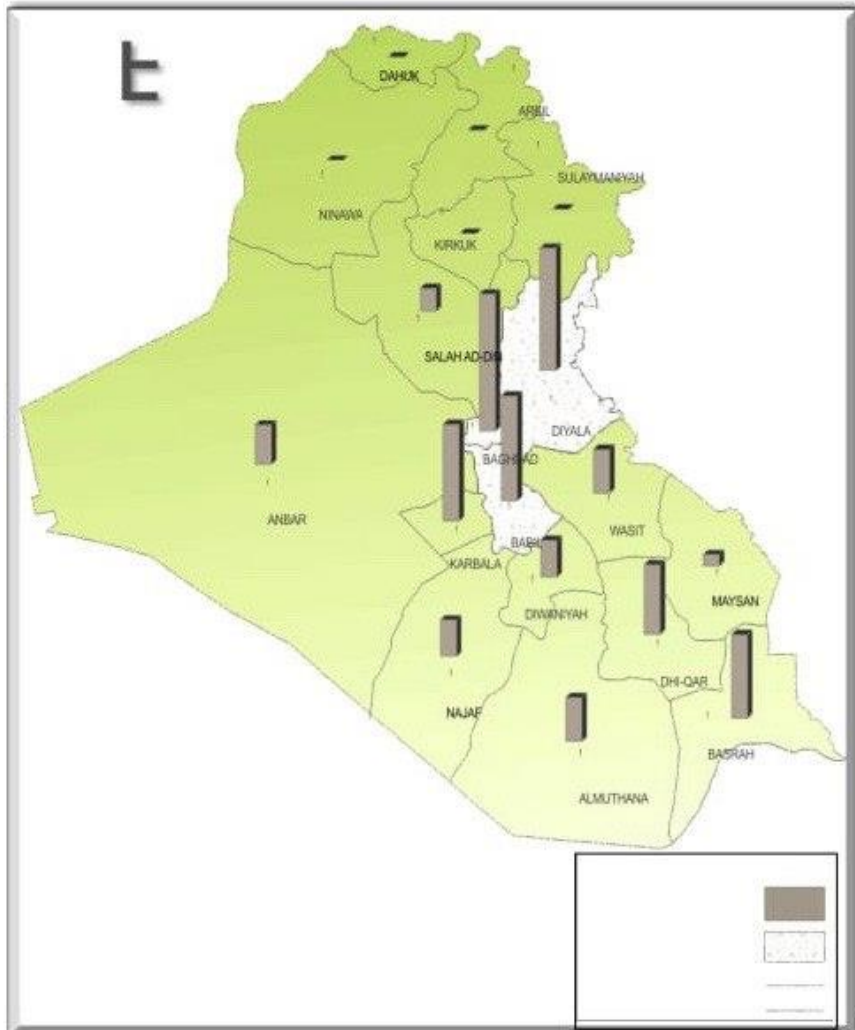 DAHUK
ARBIL
SULAYMANIYAH
NINAWA
KIRKUK
SALAH AD-DIN
DIYALA
BAGHDAD
ANBAR
WASIT
BABIL
KARBALA
MAYSAN
DIWANIYAH
DHI-QAR
NAJAF
BASRAH
ALMUTHANA